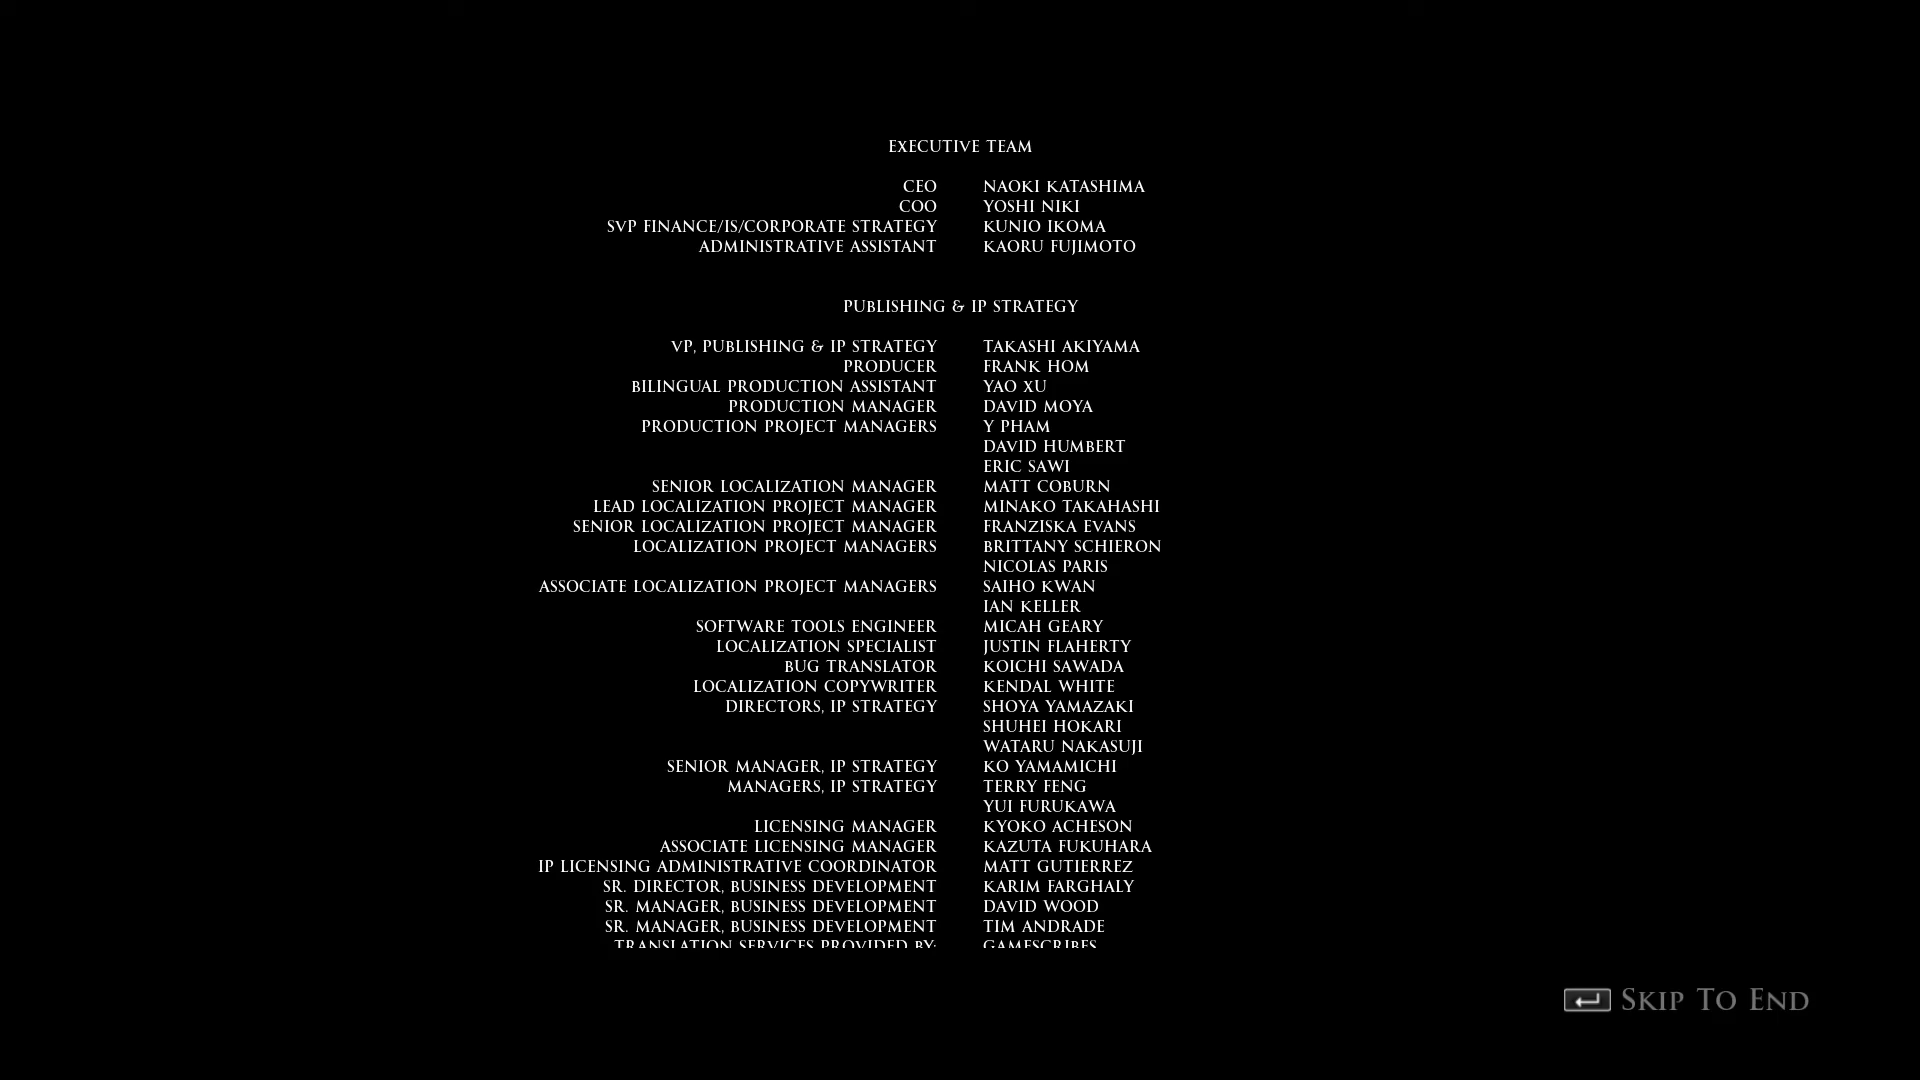 EXECUTIVE TEAM
CEO NAOKI KATASHIMA
COO YOSHI NIKI
SVP FINANCE/IS/CORPORATE STRATEGY KUNIO IKOMA
ADMINISTRATIVE ASSISTANT KAORU FUJIMOTO
PUBLISHING & IP STRATEGY
VP, PUBLISHING & IP STRATEGY TAKASHI AKIYAMA
PRODUCER FRANK HOM
BILINGUAL PRODUCTION ASSISTANT YAO XU
PRODUCTION MANAGER DAVID MOYA
PRODUCTION PROJECT MANAGERS Y PHAM
DAVID HUMBERT
ERIC SAWI
SENIOR LOCALIZATION MANAGER MATT COBURN
LEAD LOCALIZATION PROJECT MANAGER MINAKO TAKAHASHI
SENIOR LOCALIZATION PROJECT MANAGER FRANZISKA EVANS
LOCALIZATION PROJECT MANAGERS BRITTANY SCHIERON
NICOLAS PARIS
ASSOCIATE LOCALIZATION PROJECT MANAGERS SAIHO KWAN
IAN KELLER
SOFTWARE TOOLS ENGINEER MICAH GEARY
LOCALIZATION SPECIALIST JUSTIN FLAHERTY
BUG TRANSLATOR KOICHI SAWADA
LOCALIZATION COPYWRITER KENDAL WHITE
DIRECTORS, IP STRATEGY SHOYA YAMAZAKI
SHUHEI HOKARI
WATARU NAKASUJI
SENIOR MANAGER, IP STRATEGY KO YAMAMICHI
MANAGERS, IP STRATEGY TERRY FENG
YUI FURUKAWA
LICENSING MANAGER KYOKO ACHESON
ASSOCIATE LICENSING MANAGER KAZUTA FUKUHARA
IP LICENSING ADMINISTRATIVE COORDINATOR MATT GUTIERREZ
SR. DIRECTOR, BUSINESS DEVELOPMENT KARIM FARGHALY
SR. MANAGER, BUSINESS DEVELOPMENT DAVID WOOD
SR. MANAGER, BUSINESS DEVELOPMENT TIM ANDRADE
TRANSLATION SERVICES PROVIDED BY: GAMESCRIBES
Skip To End